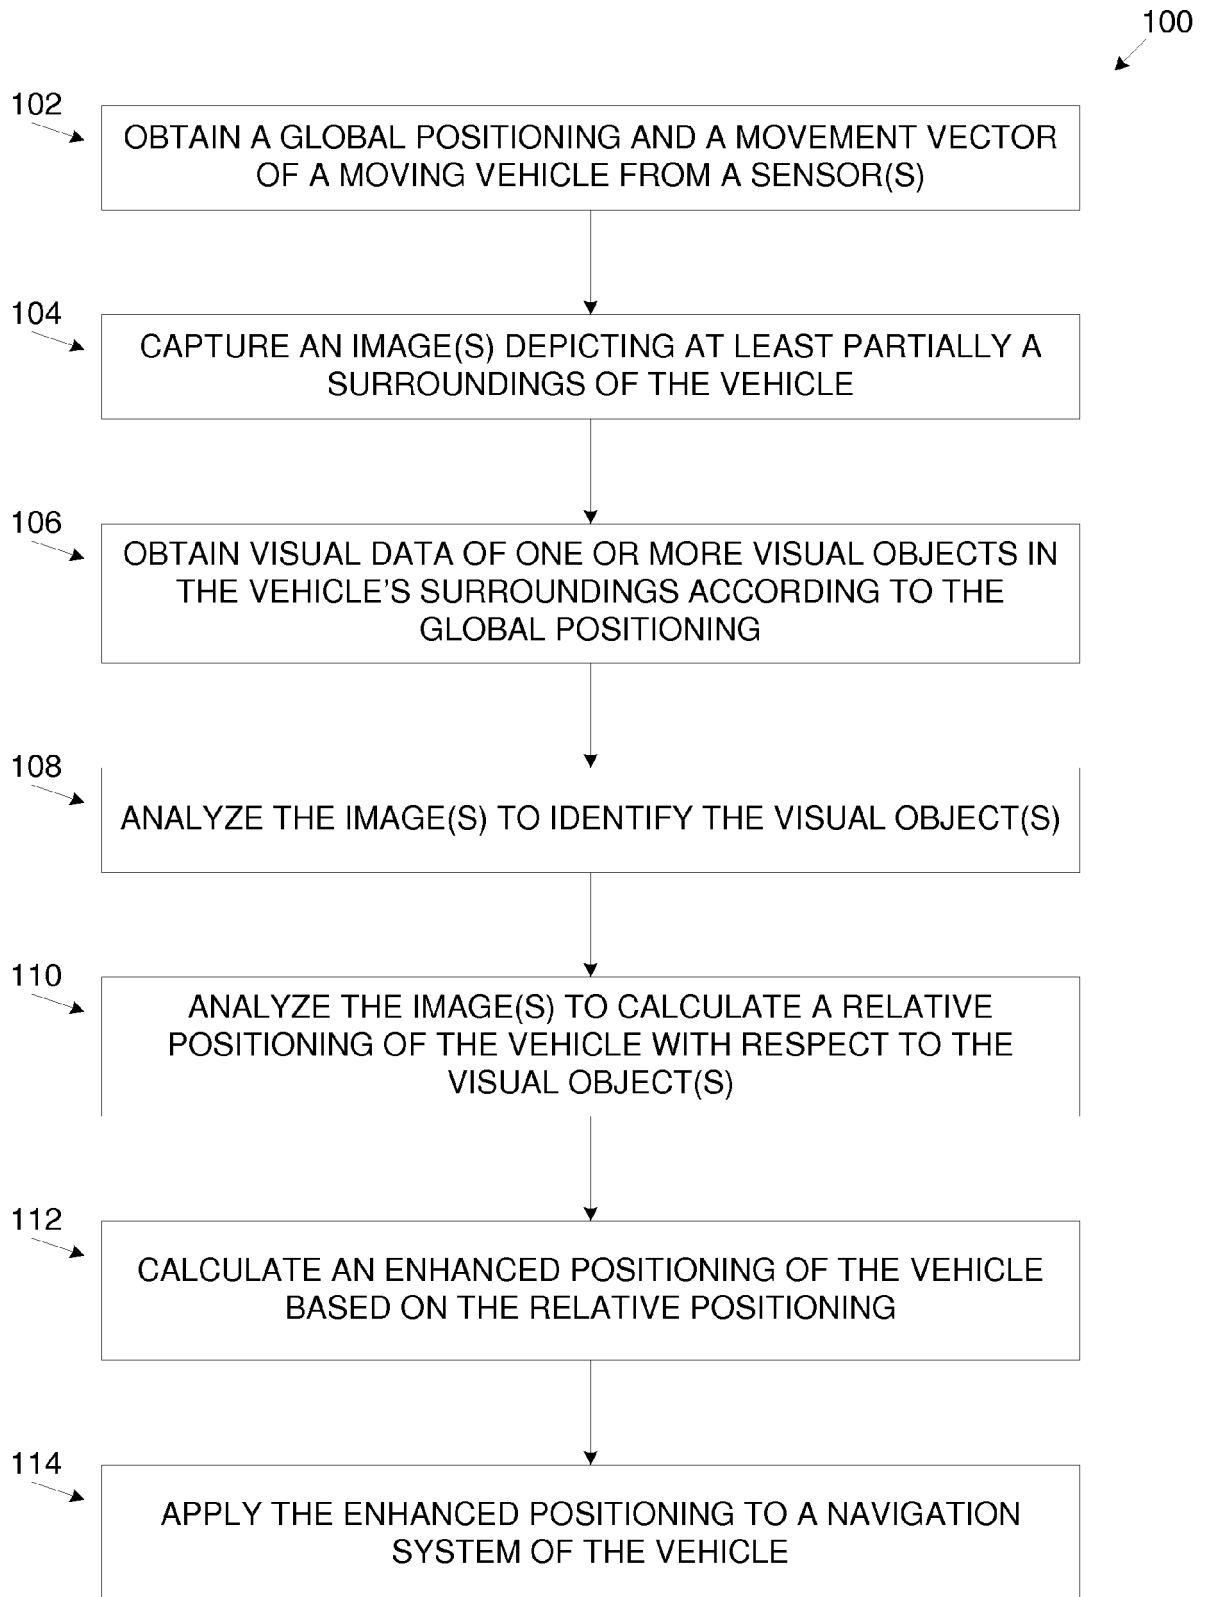 100
102
OBTAIN A GLOBAL POSITIONING AND A MOVEMENT VECTOR
OF A MOVING VEHICLE FROM A SENSOR(S)
104
CAPTURE AN IMAGE(S) DEPICTING AT LEAST PARTIALLY A
SURROUNDINGS OF THE VEHICLE
106
OBTAIN VISUAL DATA OF ONE OR MORE VISUAL OBJECTS IN
THE VEHICLE'S SURROUNDINGS ACCORDING TO THE
GLOBAL POSITIONING
108
ANALYZE THE IMAGE(S) TO IDENTIFY THE VISUAL OBJECT(S)
110
ANALYZE THE IMAGE(S) TO CALCULATE A RELATIVE
POSITIONING OF THE VEHICLE WITH RESPECT TO THE
VISUAL OBJECT(S)
112
CALCULATE AN ENHANCED POSITIONING OF THE VEHICLE
BASED ON THE RELATIVE POSITIONING
114
APPLY THE ENHANCED POSITIONING TO A NAVIGATION
SYSTEM OF THE VEHICLE